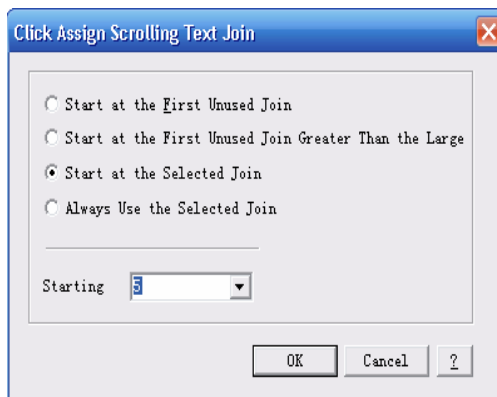 Click Assign Scrolling Text Join
Start at the First Unused Join
Start at the First Unused Join Greater Than the Large
Start at the Selected Join
Always Use the Selected Join
Starting 5
OK Cancel ?